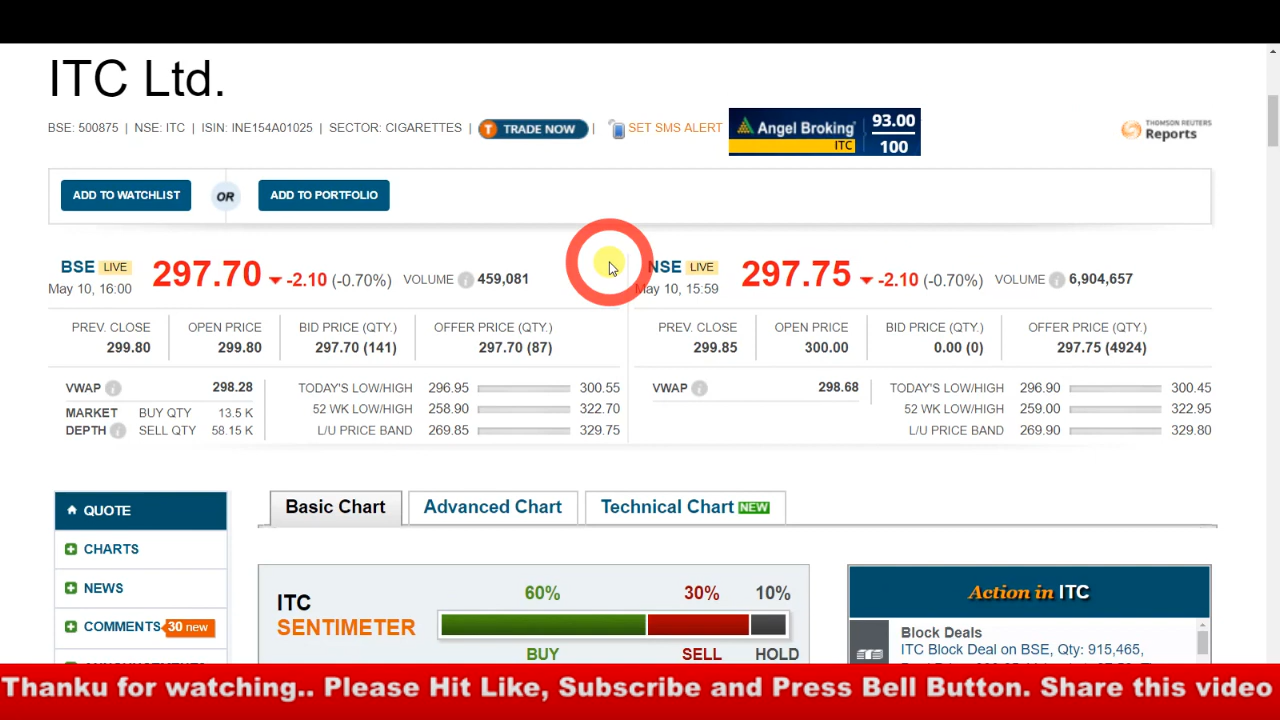 ITC Ltd.
BSE: 500875 | NSE: ITC | ISIN: INE154A01025 | SECTOR: CIGARETTES | T TRADE NOW | SET SMS ALERT
Angel Broking ITC 93.00 100
THOMSON REUTERS
Reports
ADD TO WATCHLIST OR ADD TO PORTFOLIO
BSE LIVE 297.70 -2.10 (-0.70%) VOLUME i 459,081
May 10, 16:00
NSE LIVE 297.75 -2.10 (-0.70%) VOLUME i 6,904,657
May 10, 15:59
PREV. CLOSE OPEN PRICE BID PRICE (QTY.) OFFER PRICE (QTY.)
299.80 299.80 297.70 (141) 297.70 (87)
PREV. CLOSE OPEN PRICE BID PRICE (QTY.) OFFER PRICE (QTY.)
299.85 300.00 0.00 (0) 297.75 (4924)
VWAP i 298.28 TODAY'S LOW/HIGH 296.95 300.55
MARKET BUY QTY 13.5 K 52 WK LOW/HIGH 258.90 322.70
DEPTH i SELL QTY 58.15 K L/U PRICE BAND 269.85 329.75
VWAP i 298.68 TODAY'S LOW/HIGH 296.90 300.45
52 WK LOW/HIGH 259.00 322.95
L/U PRICE BAND 269.90 329.80
QUOTE
CHARTS
NEWS
COMMENTS 30 new
Basic Chart Advanced Chart Technical Chart NEW
ITC
SENTIMETER
60% 30% 10%
BUY SELL HOLD
Action in ITC
Block Deals
ITC Block Deal on BSE, Qty: 915,465,
Thanku for watching.. Please Hit Like, Subscribe and Press Bell Button. Share this video